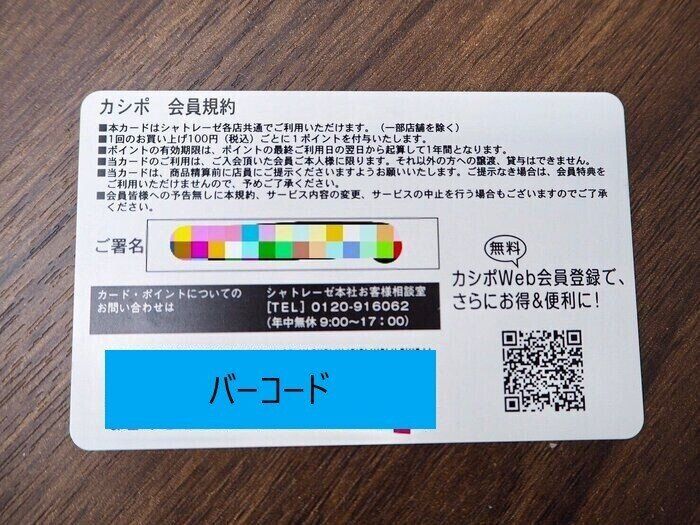 カシポ 会員規約
■本カードはシャトレーゼ各店共通でご利用いただけます。(一部店舗を除く)
■1回のお買い上げ100円(税込)ごとに1ポイントを付与いたします。
■ポイントの有効期限は、ポイントの最終ご利用日の翌日から起算して1年間となります。
■当カードのご利用は、ご入会頂いた会員ご本人様に限ります。それ以外の方への譲渡、貸与はできません。
■当カードは、商品精算前に店員にご提示くださいますようお願いいたします。ご提示なき場合は、会員特典を
ご利用いただけませんので、予めご了承ください。
■会員皆様への予告無しに本規約、サービス内容の変更、サービスの中止を行う場合もございますのでご了承
ください。
ご署名
カード・ポイントについての
お問い合わせは
シャトレーゼ本社お客様相談室
[TEL] 0120-916062
(年中無休 9:00〜17:00)
無料
カシポWeb会員登録で、
さらにお得&便利に!
バーコード